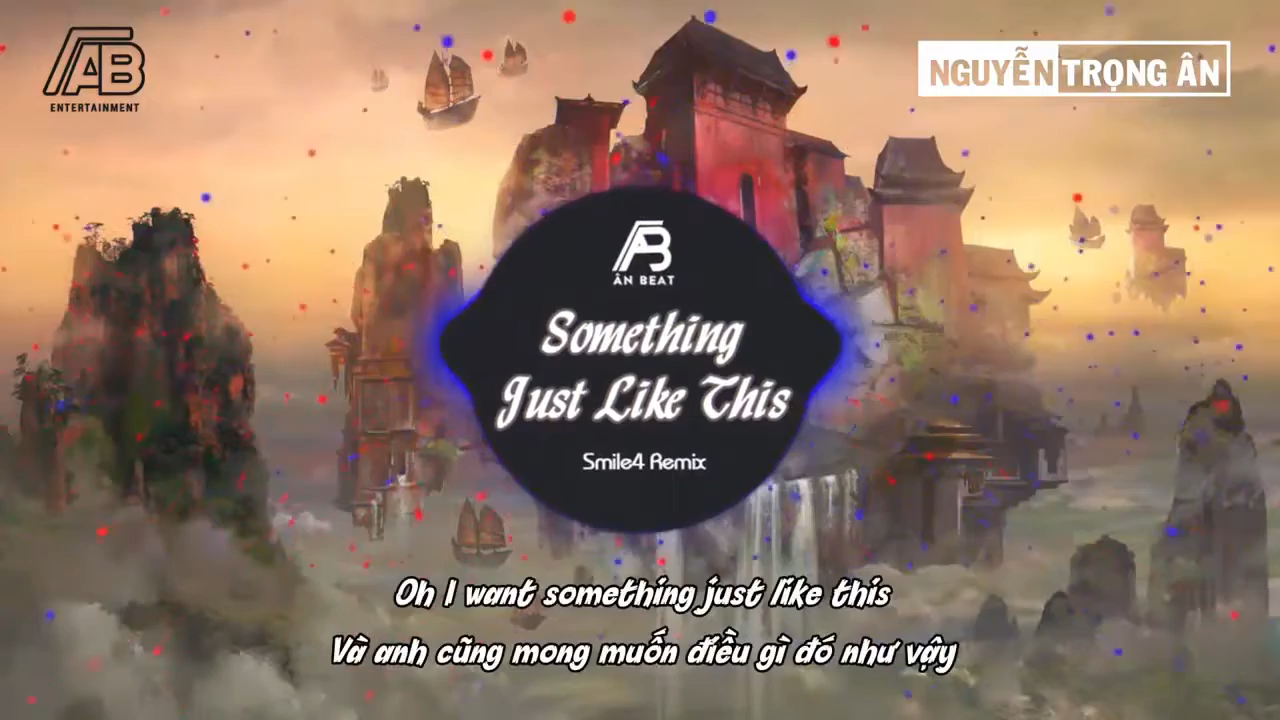 AB
ENTERTAINMENT
NGUYỄN TRỌNG ÂN
AB
ÂN BEAT
Something
Just Like This
Smile4 Remix
Oh I want something just like this
Và anh cũng mong muốn điều gì đó như vậy